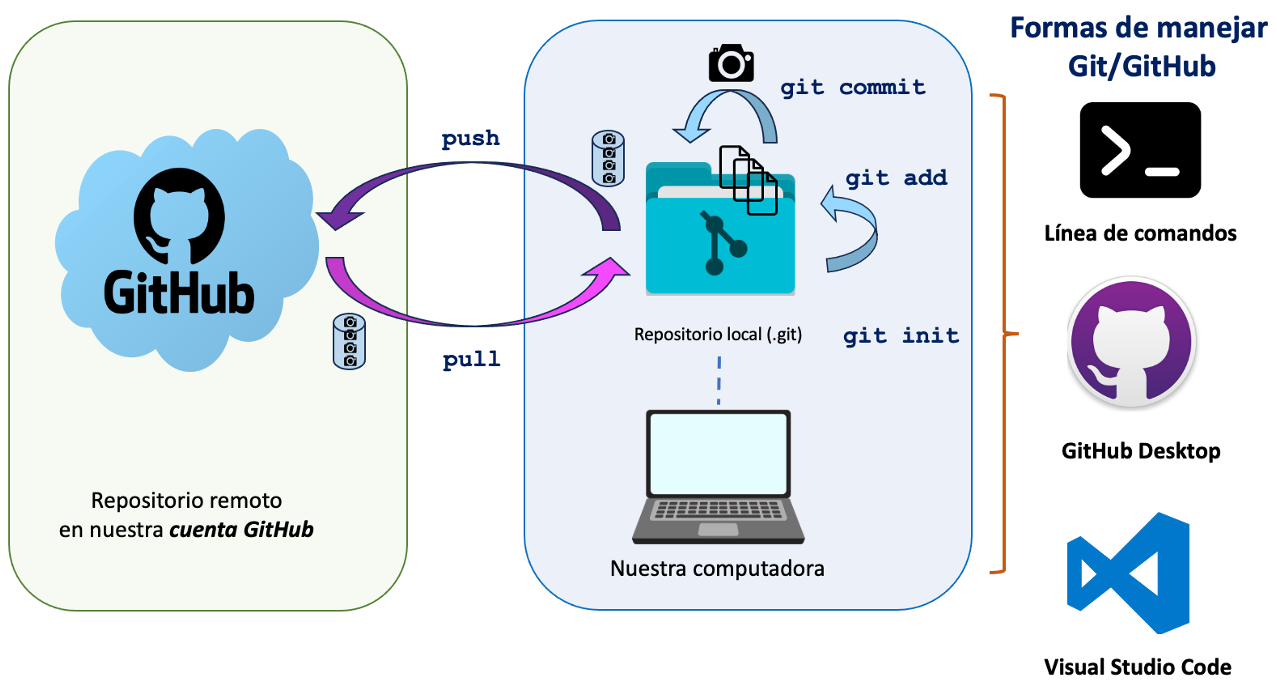 Formas de manejar
Git/GitHub
git commit
push
git add
GitHub
Línea de comandos
Repositorio local (.git)
git init
pull
GitHub Desktop
Repositorio remoto
en nuestra cuenta GitHub
Nuestra computadora
Visual Studio Code